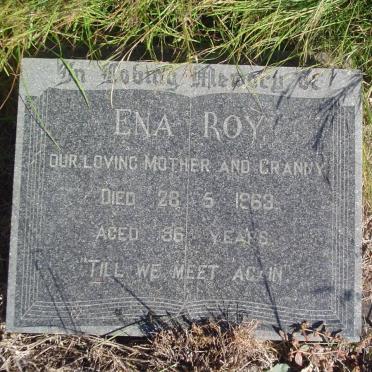 In Loving Memory of
ENA ROY
OUR LOVING MOTHER AND GRANDY
DIED 28 5 1963
AGED 86 YEARS
"TILL WE MEET AGAIN"